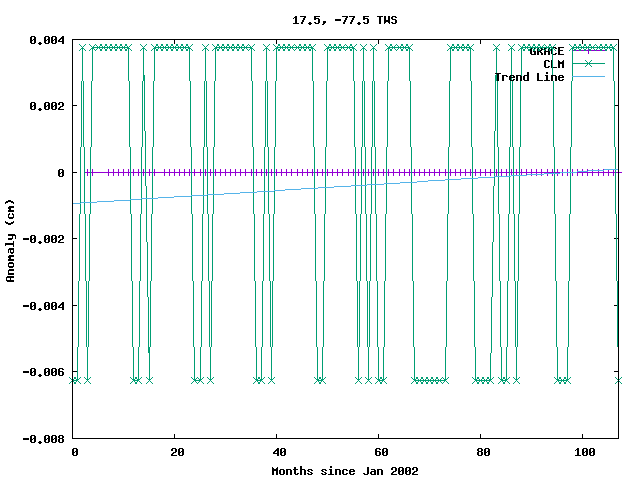 17.5, -77.5 TWS
0.004
0.002
0
-0.002
-0.004
-0.006
-0.008
Anomaly (cm)
GRACE
CLM
Trend Line
0 20 40 60 80 100
Months since Jan 2002